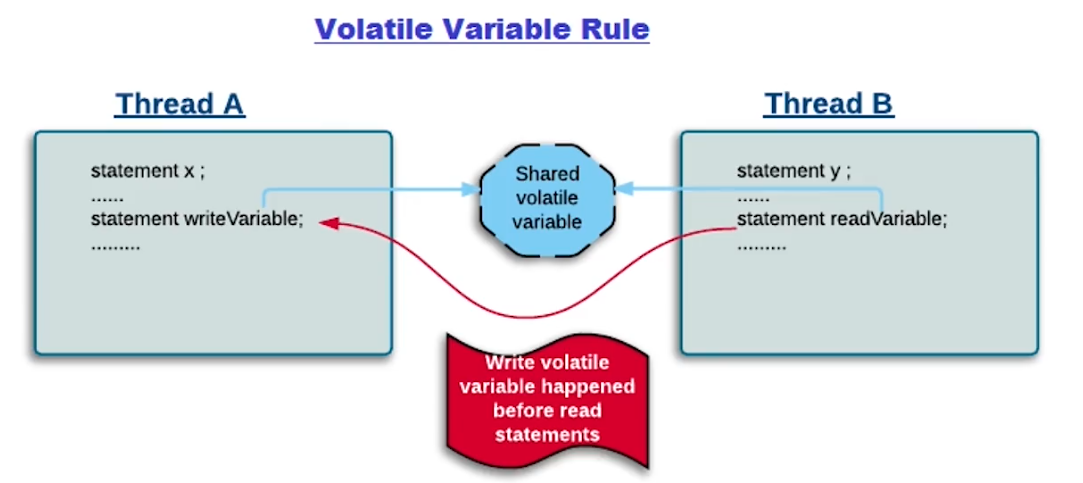 Volatile Variable Rule
Thread A
statement x ;
......
statement writeVariable;
.........
Shared
volatile
variable
Thread B
statement y ;
......
statement readVariable;
.........
Write volatile
variable happened
before read
statements